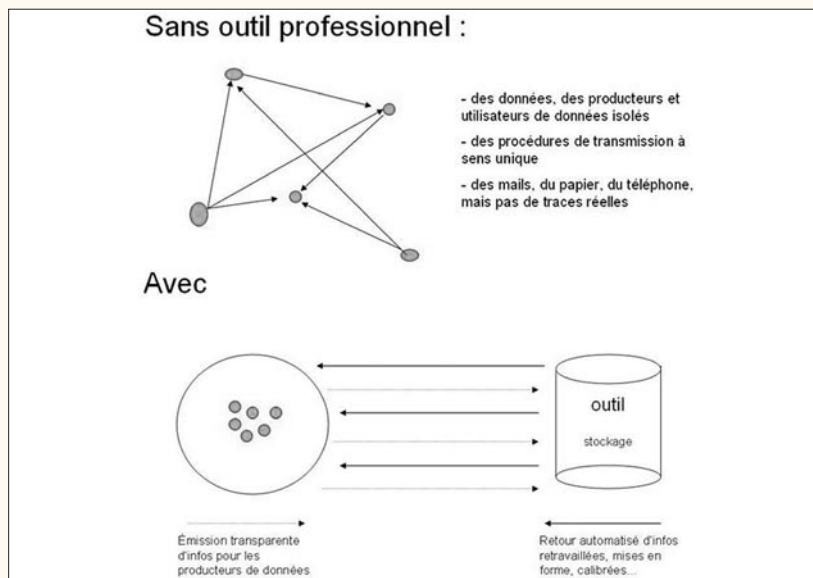 Sans outil professionnel :
- des données, des producteurs et
utilisateurs de données isolés
- des procédures de transmission à
sens unique
- des mails, du papier, du téléphone,
mais pas de traces réelles
Avec
outil
stockage
Émission transparente
d'infos pour les
producteurs de données
Retour automatisé d'infos
retravaillées, mises en
forme, calibrées...